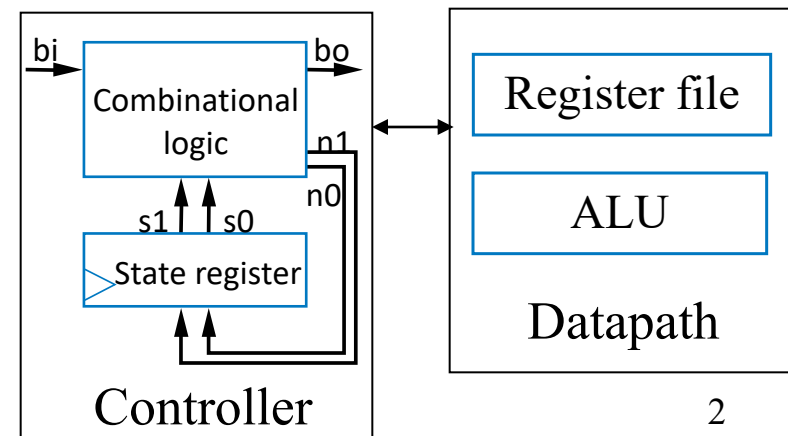 bi
bo
Combinational
logic
n1
n0
s1
s0
State register
Controller
Register file
ALU
Datapath
2